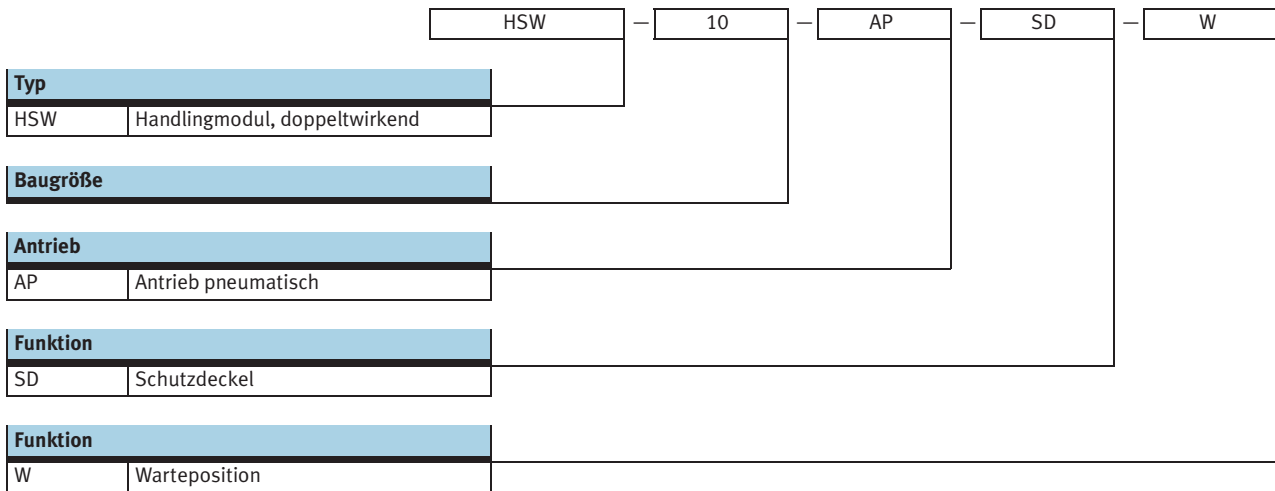 HSW — 10 — AP — SD — W
Typ
HSW Handlingmodul, doppeltwirkend
Baugröße
Antrieb
AP Antrieb pneumatisch
Funktion
SD Schutzdeckel
Funktion
W Warteposition